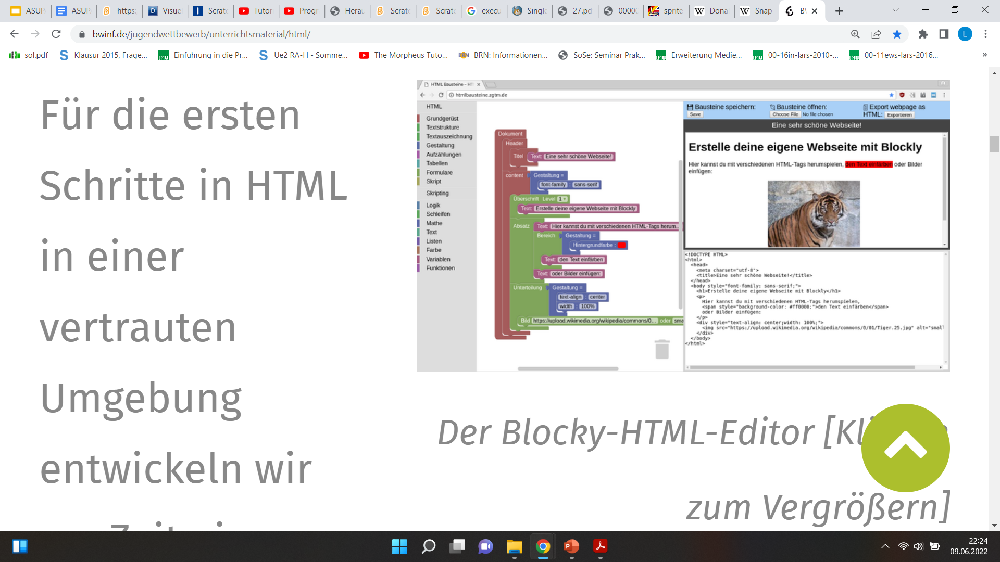 ASUP
ASUP
https:
Visue
Scrat
Tutori
Progr
Herau
Scrat
Scrat
execu
Single
27.pd
0000
sprite
Dona
Snap
bwinf.de/jugendwettbewerb/unterrichtsmaterial/html/
L
sol.pdf
Klausur 2015, Frage...
Einführung in die Pr...
Ue2 RA-H - Somme...
The Morpheus Tuto...
BRN: Informationen...
SoSe: Seminar Prak...
Erweiterung Medie...
00-16in-lars-2010-...
00-11ews-lars-2016...
»
Für die ersten
Schritte in HTML
in einer
vertrauten
Umgebung
entwickeln wir
HTML Bausteine – HT
htmlbausteine.zgtm.de
HTML
Grundgerüst
Textstrukture
Textauszeichnung
Gestaltung
Aufzählungen
Tabellen
Formulare
Skript
Skripting
Logik
Schleifen
Mathe
Text
Listen
Farbe
Variablen
Funktionen
Dokument
Header
Titel Text: Eine sehr schöne Webseite!
content Gestaltung =
font-family : sans-serif
Überschrift Level 1
Text: Erstelle deine eigene Webseite mit Blockly
Absatz Text: Hier kannst du mit verschiedenen HTML-Tags herum...
Bereich Gestaltung =
Hintergrundfarbe :
Text: den Text einfärben
Text: oder Bilder einfügen:
Unterteilung Gestaltung =
text-align : center
width : 100%
Bild https://upload.wikimedia.org/wikipedia/commons/0... oder sma
Bausteine speichern:
Save
Bausteine öffnen:
Choose File No file chosen
Export webpage as
HTML: Exportieren
Eine sehr schöne Webseite!
Erstelle deine eigene Webseite mit Blockly
Hier kannst du mit verschiedenen HTML-Tags herumspielen, den Text einfärben oder Bilder
einfügen:
<!DOCTYPE HTML>
<html>
<head>
<meta charset="utf-8">
<title>Eine sehr schöne Webseite!</title>
</head>
<body style="font-family: sans-serif;">
<h1>Erstelle deine eigene Webseite mit Blockly</h1>
<p>
Hier kannst du mit verschiedenen HTML-Tags herumspielen,
<span style="background-color: #ff0000;">den Text einfärben</span>
oder Bilder einfügen:
</p>
<div style="text-align: center;width: 100%;">
<img src="https://upload.wikimedia.org/wikipedia/commons/0/01/Tiger.25.jpg" alt="smal
</div>
</body>
</html>
Der Blocky-HTML-Editor [Kli
zum Vergrößern]
22:24
09.06.2022